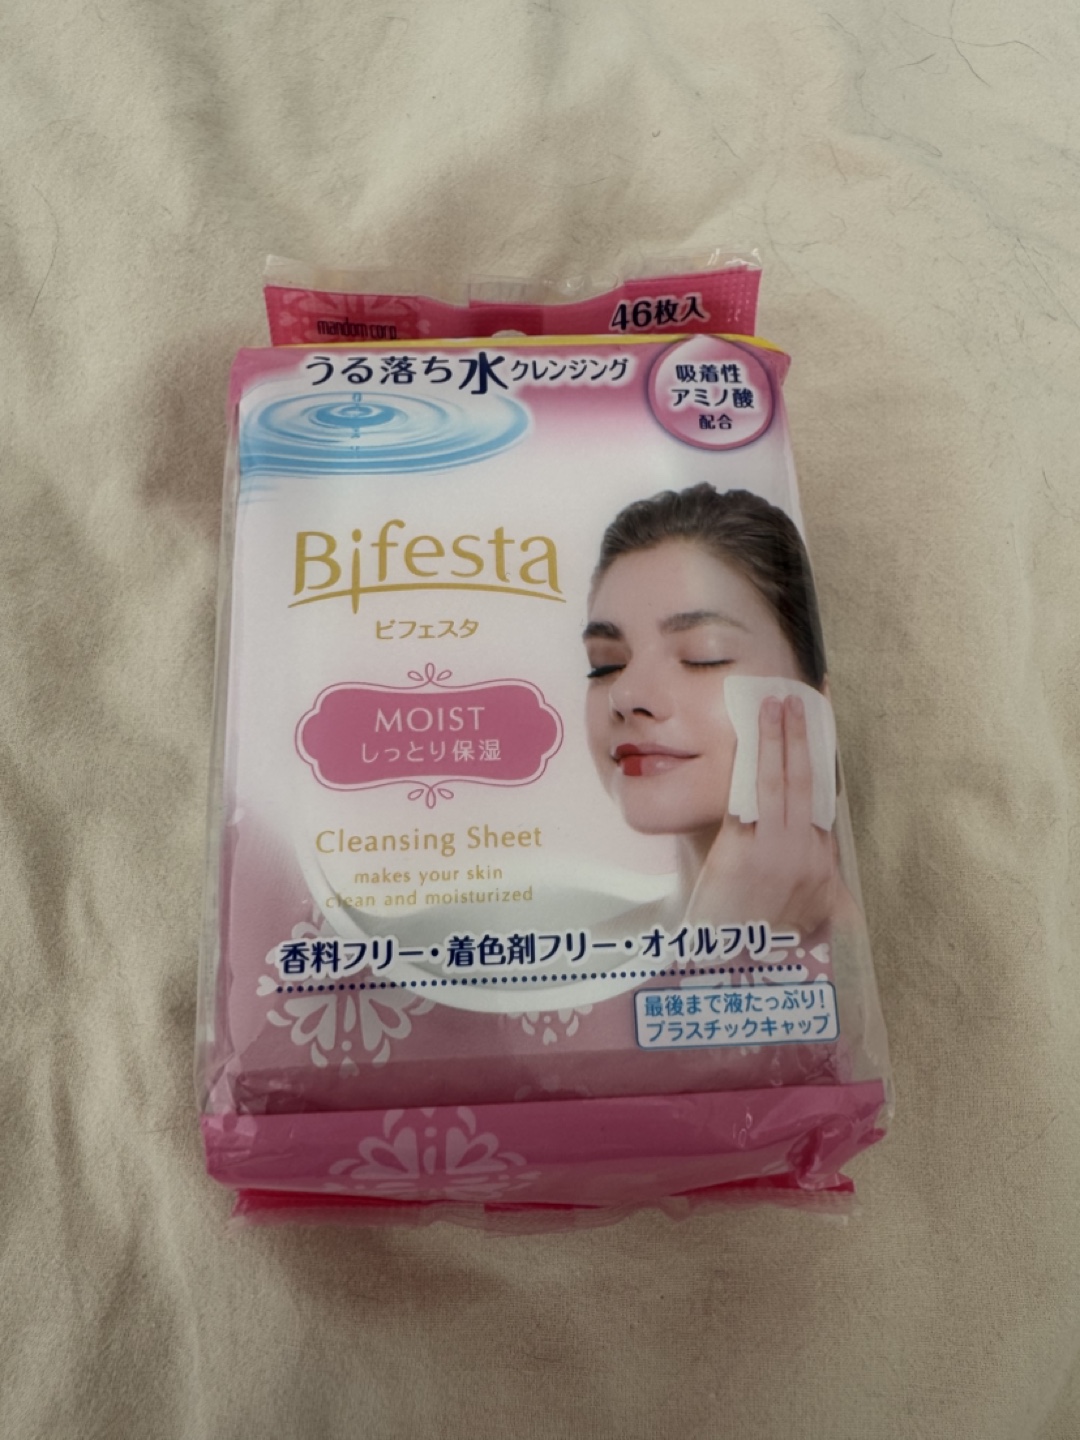 mandom corp.
46枚入
うる落ち水クレンジング
吸着性
アミノ酸
配合
Bifesta
ビフェスタ
MOIST
しっとり保湿
Cleansing Sheet
makes your skin
clean and moisturized
香料フリー・着色剤フリー・オイルフリー
最後まで液たっぷり!
プラスチックキャップ